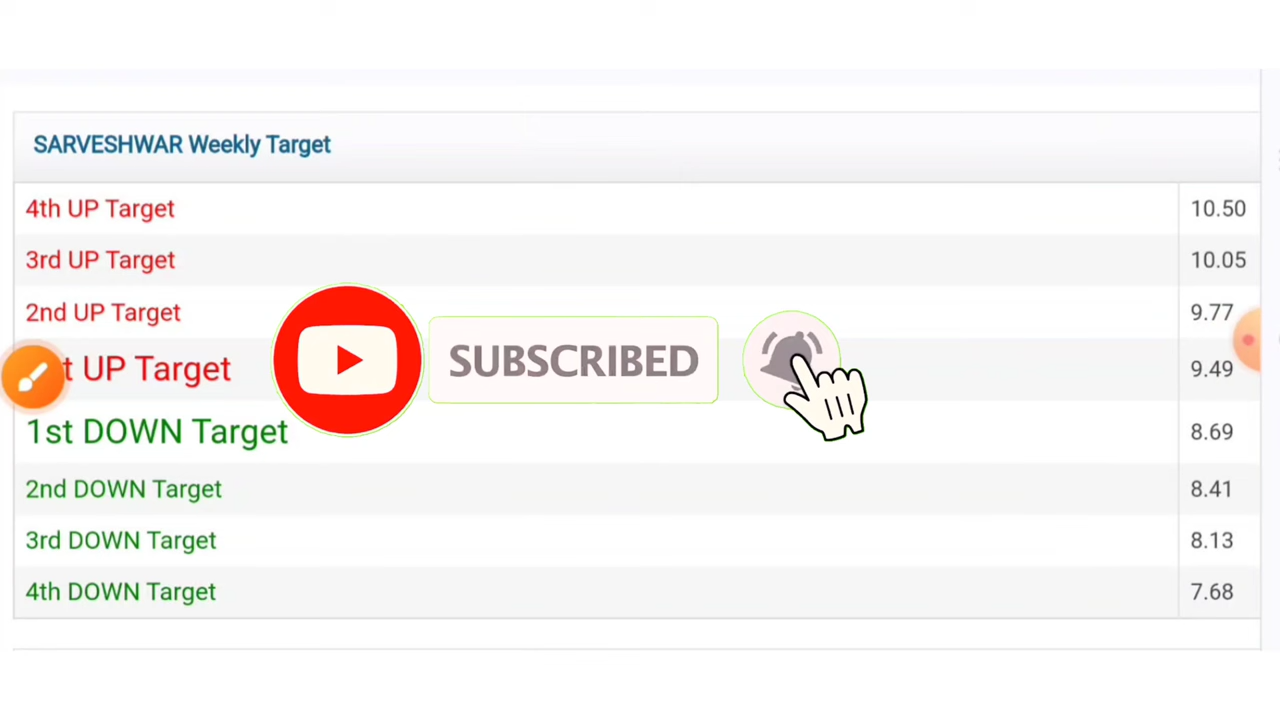 SARVESHWAR Weekly Target
4th UP Target 10.50
3rd UP Target 10.05
2nd UP Target 9.77
t UP Target 9.49
SUBSCRIBED
1st DOWN Target 8.69
2nd DOWN Target 8.41
3rd DOWN Target 8.13
4th DOWN Target 7.68